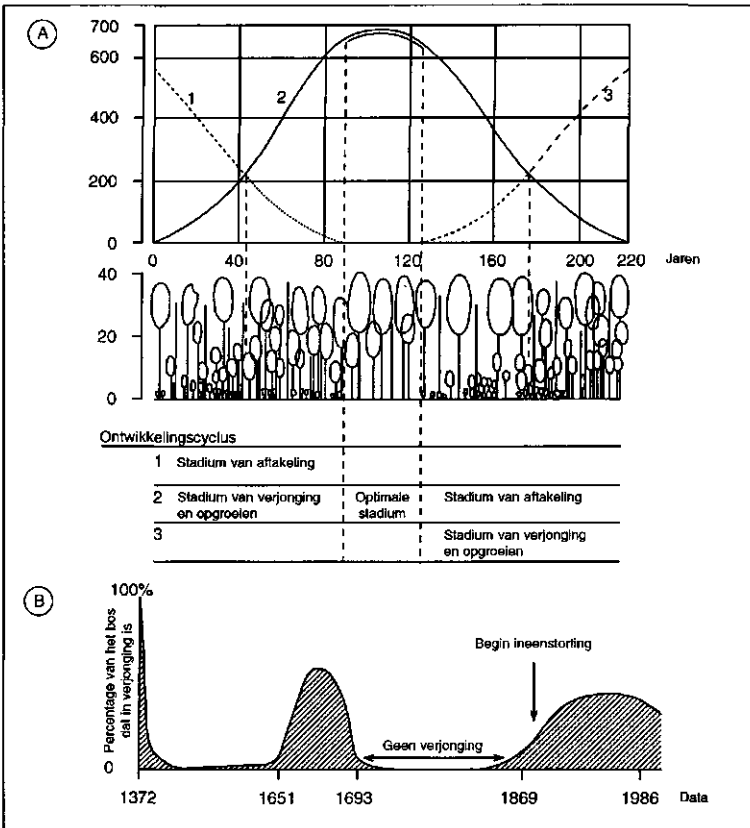 A
700
600
400
200
0
1
2
3
0 40 80 120 160 200 220 Jaren
40
20
0
Ontwikkelingscyclus
1 Stadium van aftakeling
2 Stadium van verjonging en opgroeien
Optimale stadium
Stadium van aftakeling
3 Stadium van verjonging en opgroeien
B
100%
Percentage van het bos
dat in verjonging is
0
Begin ineenstorting
Geen verjonging
1372 1651 1693 1869 1986 Data